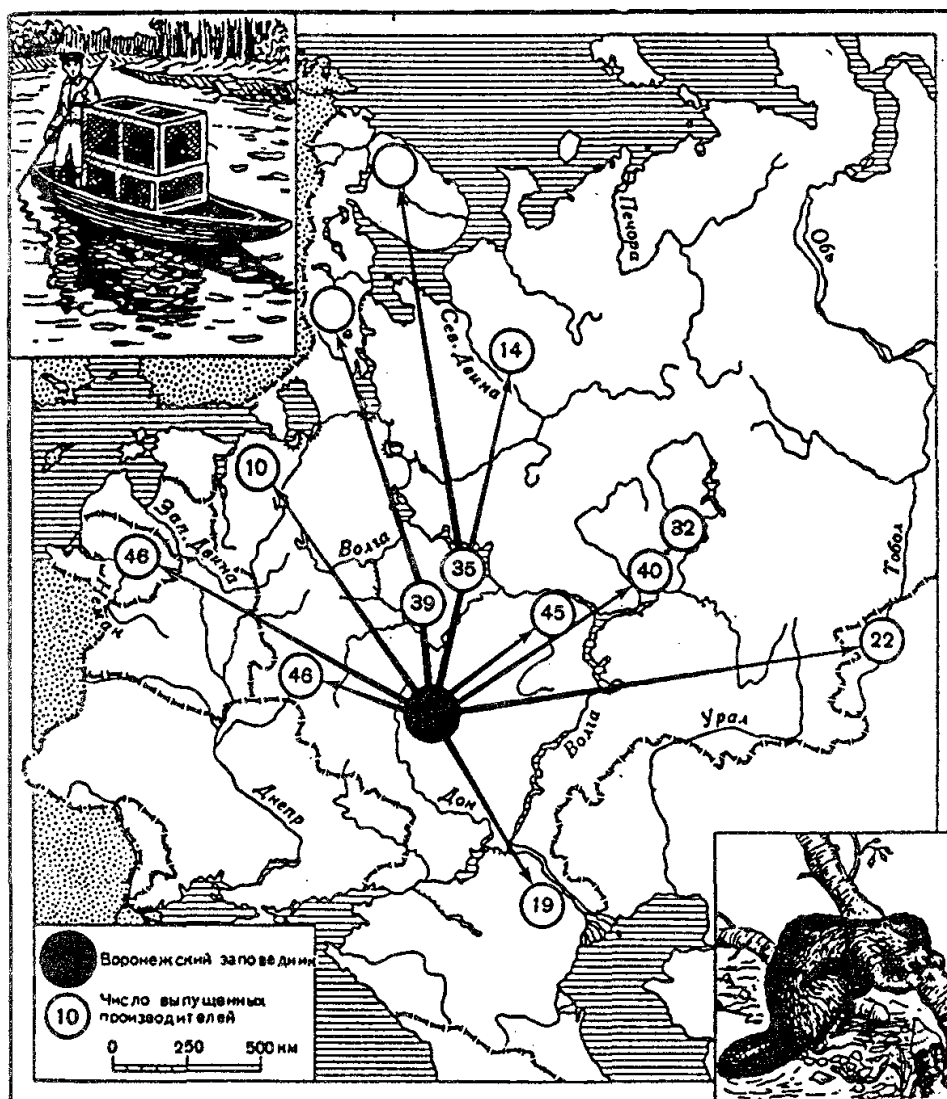 Печора
Обь
Сев. Двина
14
10
Зап. Двина
Волга
32
46
Неман
35
40
39
45
Тобол
22
46
Волга
Урал
Дон
Днепр
19
Воронежский заповедник
10
Число выпущенных
производителей
0 250 500 км